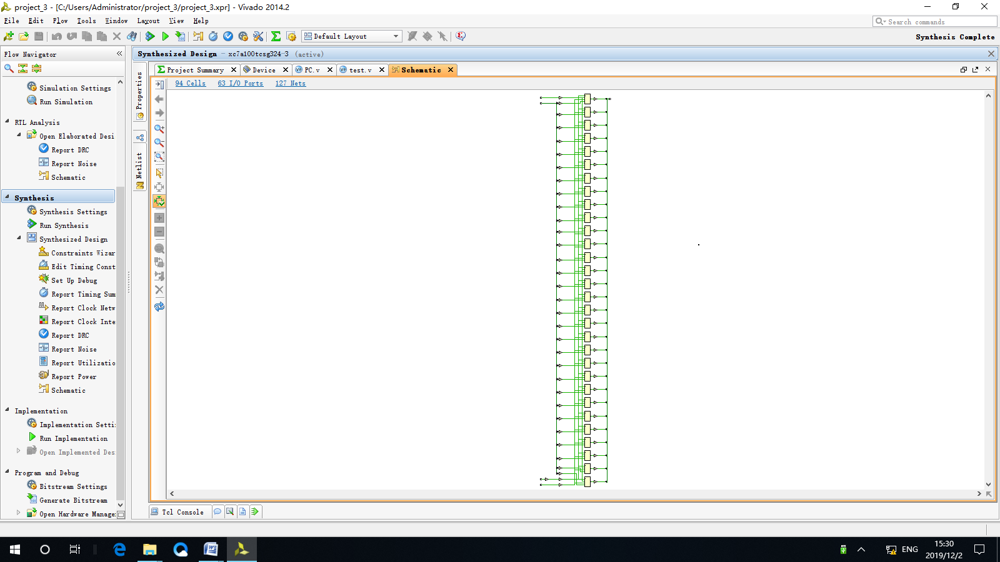 project_3 - [C:/Users/Administrator/project_3/project_3.xpr] - Vivado 2014.2
File Edit Flow Tools Window Layout View Help
Search commands
Default Layout
Synthesis Complete
Flow Navigator
Synthesized Design - xc7a100tcsg324-3 (active)
Project Summary
Device
PC.v
test.v
Schematic
94 Cells
63 I/O Ports
127 Nets
Properties
Netlist
Simulation Settings
Run Simulation
RTL Analysis
Open Elaborated Desi
Report DRC
Report Noise
Schematic
Synthesis
Synthesis Settings
Run Synthesis
Synthesized Design
Constraints Wizar
Edit Timing Const
Set Up Debug
Report Timing Sum
Report Clock Netw
Report Clock Inte
Report DRC
Report Noise
Report Utilizatio
Report Power
Schematic
Implementation
Implementation Setti
Run Implementation
Open Implemented Des
Program and Debug
Bitstream Settings
Generate Bitstream
Open Hardware Manage
Tcl Console
ENG
15:30
2019/12/2